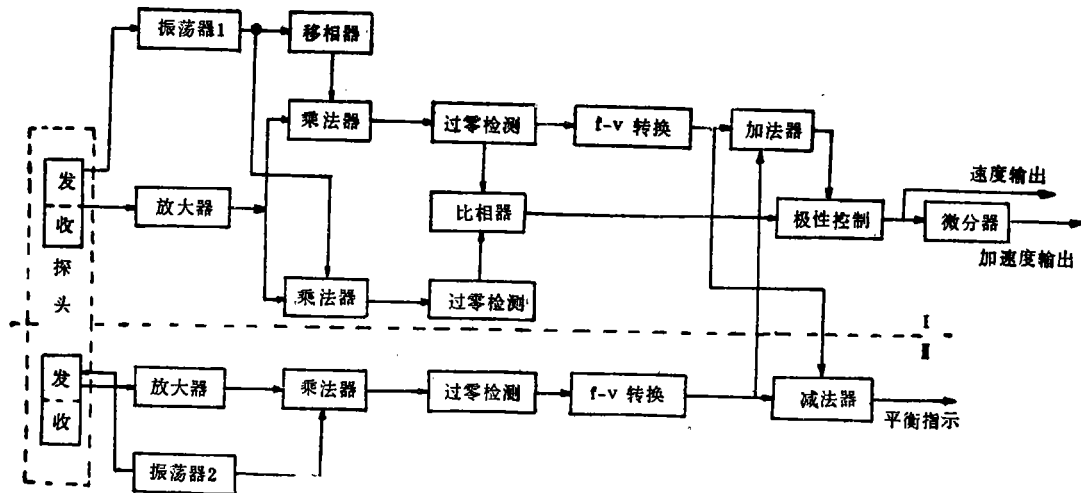 振荡器1
移相器
乘法器
过零检测
f-v 转换
加法器
发
收
探
头
放大器
比相器
极性控制
速度输出
微分器
加速度输出
乘法器
过零检测
I
II
发
收
放大器
乘法器
过零检测
f-v 转换
减法器
平衡指示
振荡器2